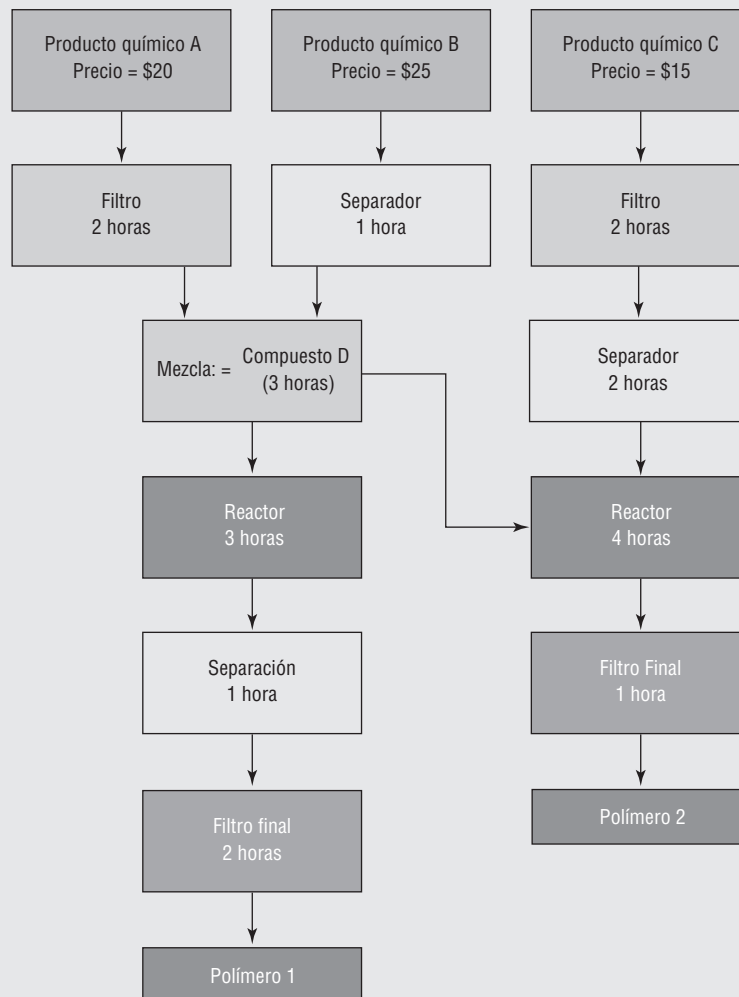 Producto químico A
Precio = $20
Producto químico B
Precio = $25
Producto químico C
Precio = $15
Filtro
2 horas
Separador
1 hora
Filtro
2 horas
Mezcla: = Compuesto D
(3 horas)
Separador
2 horas
Reactor
3 horas
Reactor
4 horas
Separación
1 hora
Filtro Final
1 hora
Filtro final
2 horas
Polímero 2
Polímero 1